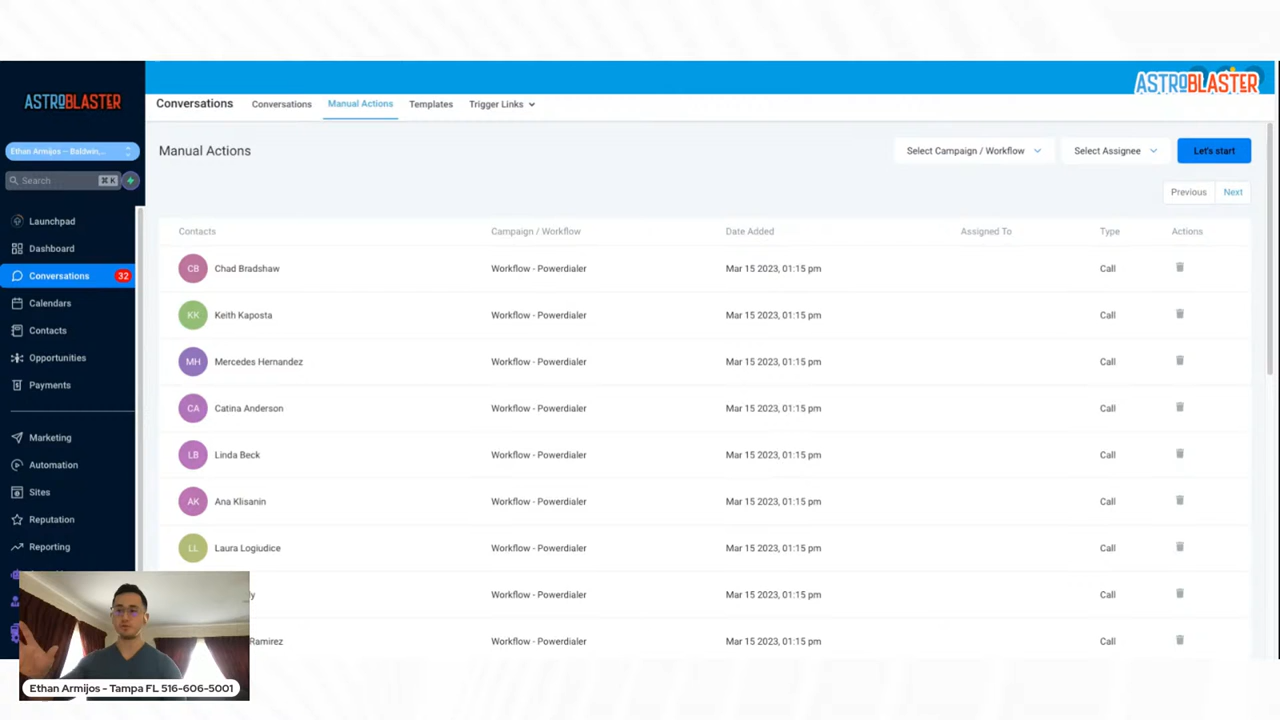 ASTROBLASTER
ASTROBLASTER
Ethan Armijos -- Baldwin,...
Search ⌘ K
Launchpad
Dashboard
Conversations 32
Calendars
Contacts
Opportunities
Payments
Marketing
Automation
Sites
Reputation
Reporting
Conversations Conversations Manual Actions Templates Trigger Links
Manual Actions Select Campaign / Workflow Select Assignee Let's start
Previous Next
Contacts Campaign / Workflow Date Added Assigned To Type Actions
CB Chad Bradshaw Workflow - Powerdialer Mar 15 2023, 01:15 pm Call
KK Keith Kaposta Workflow - Powerdialer Mar 15 2023, 01:15 pm Call
MH Mercedes Hernandez Workflow - Powerdialer Mar 15 2023, 01:15 pm Call
CA Catina Anderson Workflow - Powerdialer Mar 15 2023, 01:15 pm Call
LB Linda Beck Workflow - Powerdialer Mar 15 2023, 01:15 pm Call
AK Ana Klisanin Workflow - Powerdialer Mar 15 2023, 01:15 pm Call
LL Laura Logiudice Workflow - Powerdialer Mar 15 2023, 01:15 pm Call
ly Workflow - Powerdialer Mar 15 2023, 01:15 pm Call
Ramirez Workflow - Powerdialer Mar 15 2023, 01:15 pm Call
Ethan Armijos - Tampa FL 516-606-5001